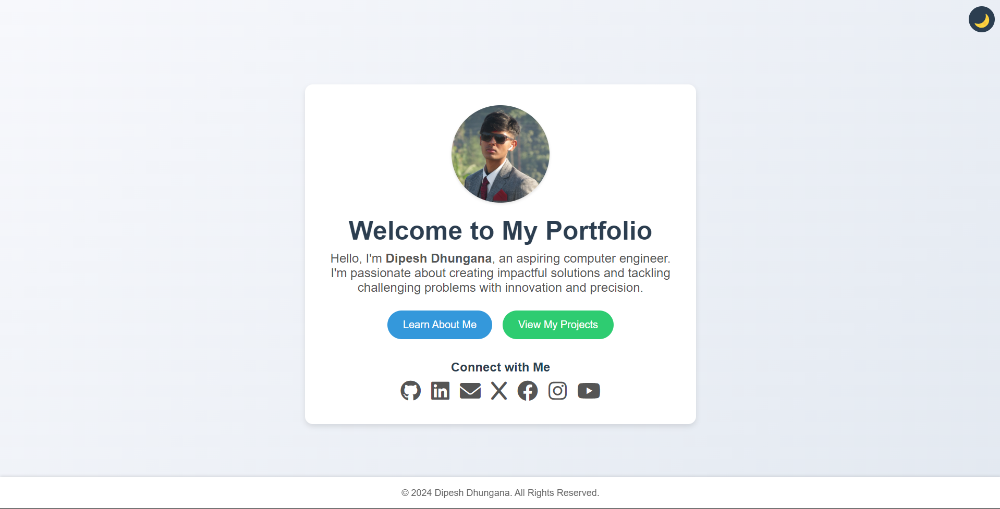 Welcome to My Portfolio
Hello, I'm Dipesh Dhungana, an aspiring computer engineer.
I'm passionate about creating impactful solutions and tackling
challenging problems with innovation and precision.
Learn About Me
View My Projects
Connect with Me
© 2024 Dipesh Dhungana. All Rights Reserved.